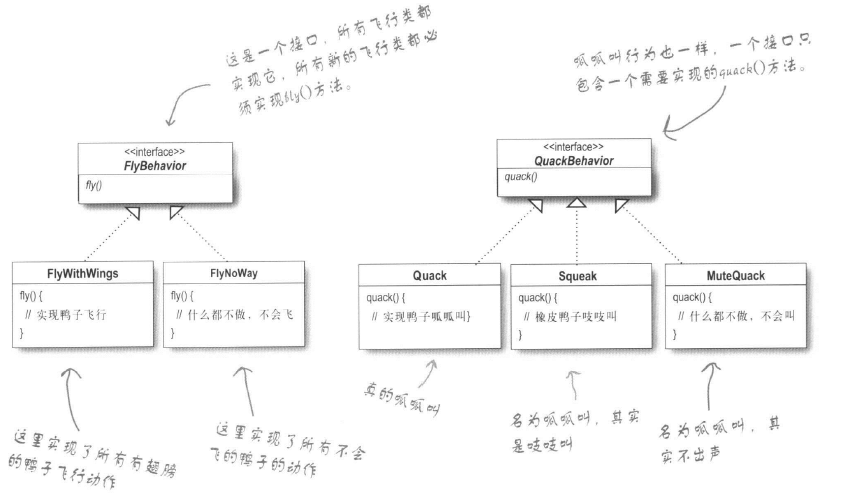 这是一个接口，所有飞行类都
实现它，所有新的飞行类都必
须实现fly()方法。
呱呱叫行为也一样，一个接口只
包含一个需要实现的quack()方法。
<<interface>>
FlyBehavior
fly()
<<interface>>
QuackBehavior
quack()
FlyWithWings
fly() {
// 实现鸭子飞行
}
FlyNoWay
fly() {
// 什么都不做，不会飞
}
Quack
quack() {
// 实现鸭子呱呱叫}
Squeak
quack() {
// 橡皮鸭子吱吱叫
}
MuteQuack
quack() {
// 什么都不做，不会叫
}
这里实现了所有有翅膀
的鸭子飞行动作
这里实现了所有不会
飞的鸭子的动作
真的呱呱叫
名为呱呱叫，其实
是吱吱叫
名为呱呱叫，其
实不出声